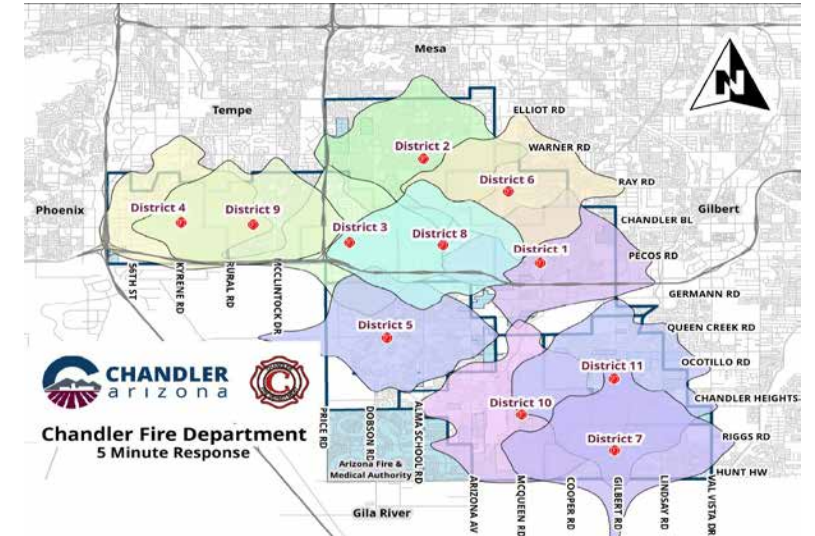 Mesa
Tempe
Phoenix
Gilbert
Gila River
N
ELLIOT RD
WARNER RD
RAY RD
CHANDLER BL
PECOS RD
GERMANN RD
QUEEN CREEK RD
OCOTILLO RD
CHANDLER HEIGHTS
RIGGS RD
HUNT HW
District 2
District 6
District 4
District 9
District 3
District 8
District 1
District 5
District 11
District 10
District 7
56TH ST
KYRENE RD
RURAL RD
MCCLINTOCK DR
PRICE RD
DOBSON RD
ALMA SCHOOL RD
ARIZONA AV
MCQUEEN RD
COOPER RD
GILBERT RD
LINDSAY RD
VAL VISTA DR
Arizona Fire &
Medical Authority
CHANDLER
arizona
C
Chandler Fire Department
5 Minute Response